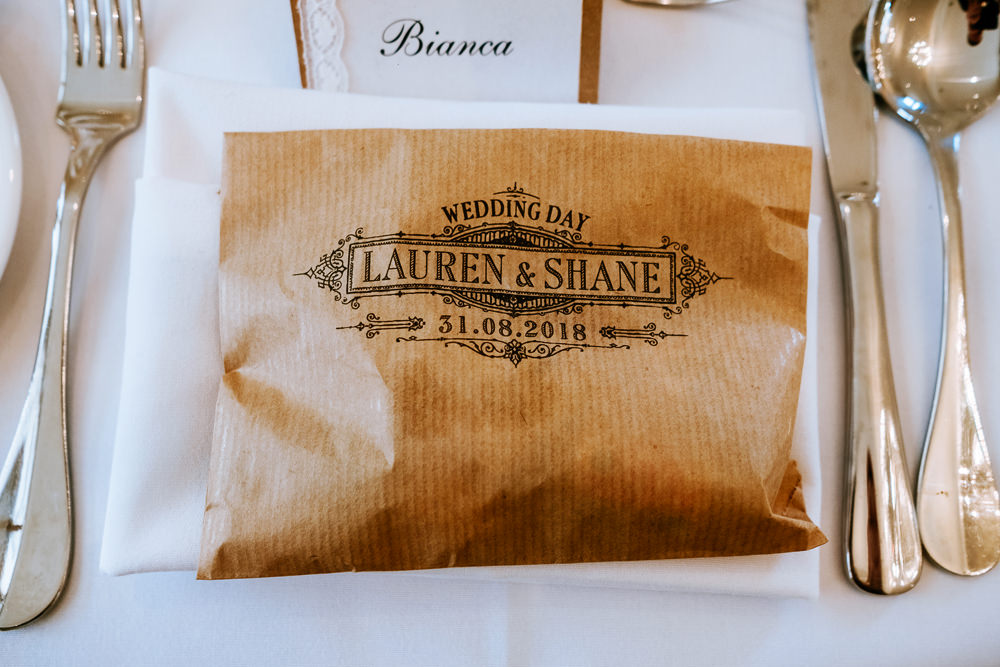 Bianca
WEDDING DAY
LAUREN & SHANE
31.08.2018